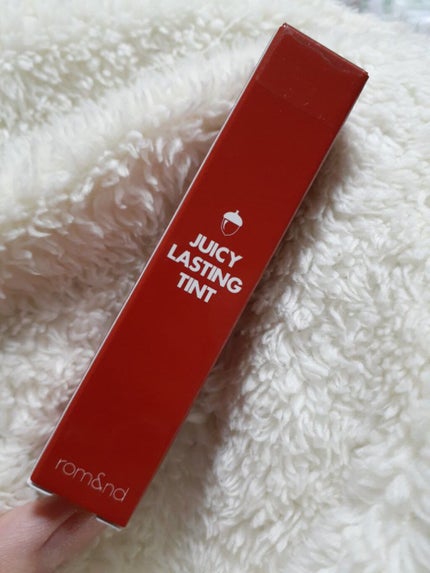 JUICY
LASTING
TINT
rom&nd